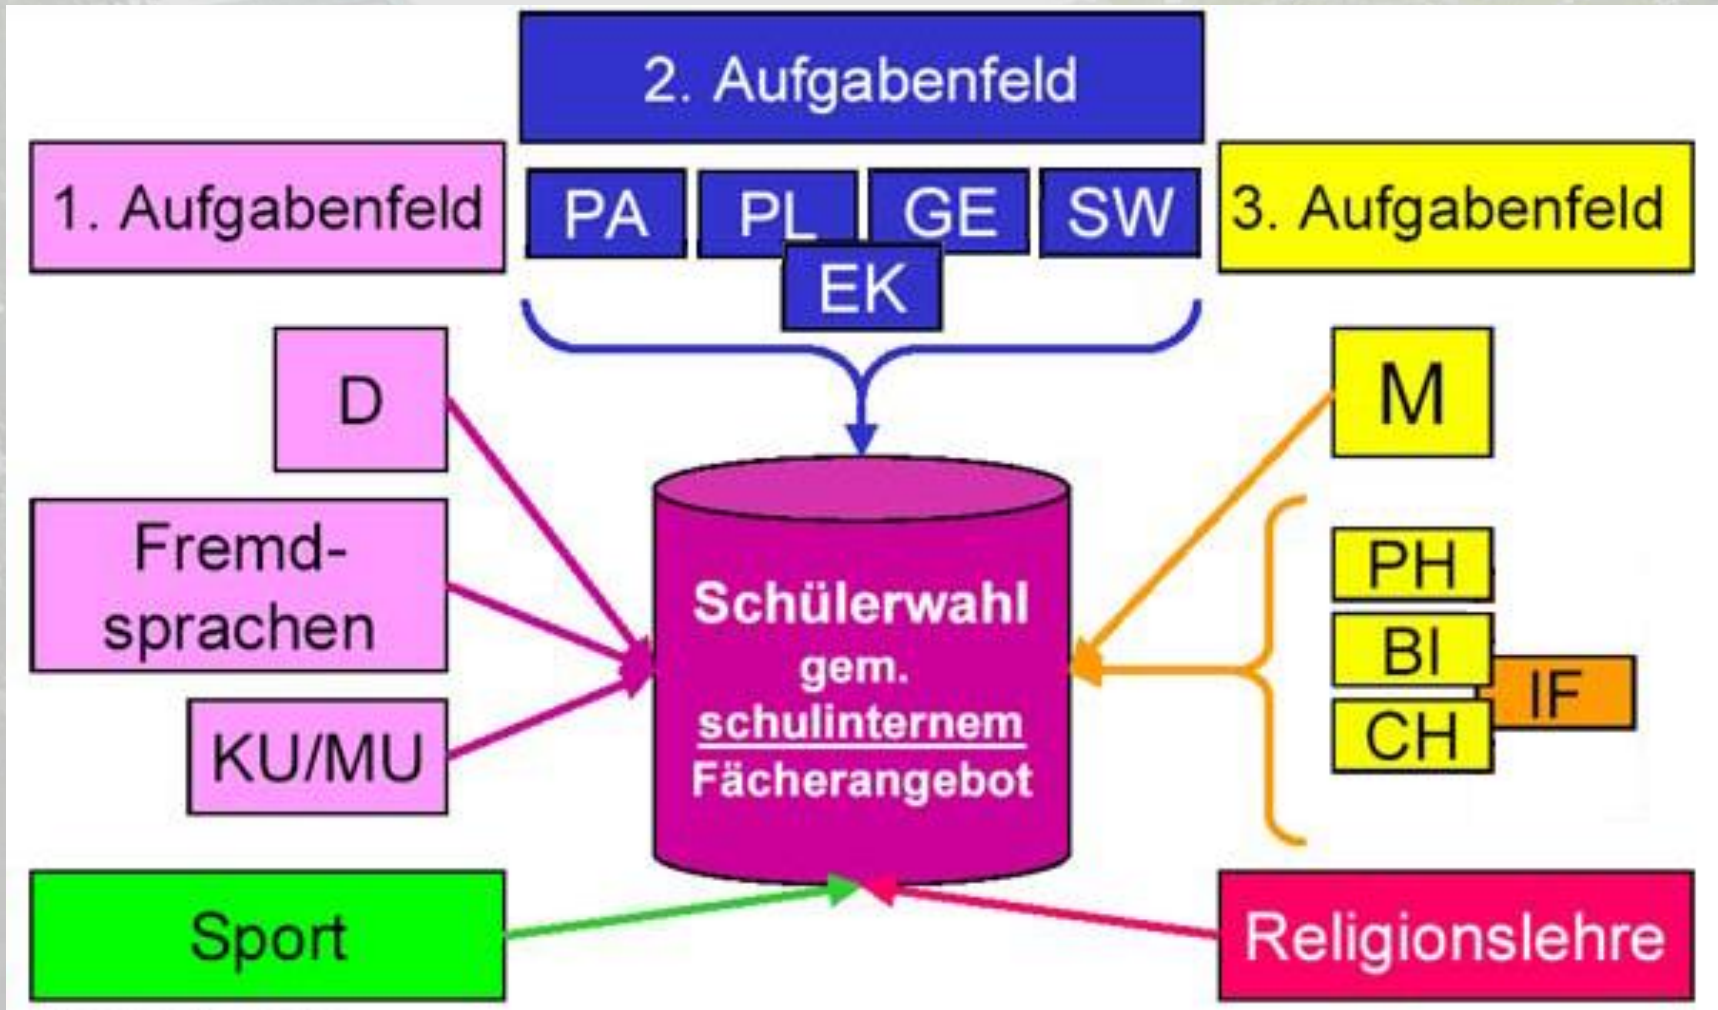 2. Aufgabenfeld
1. Aufgabenfeld
PA
PL
GE
SW
EK
3. Aufgabenfeld
D
Fremd-
sprachen
KU/MU
Schülerwahl
gem.
schulinternem
Fächerangebot
M
PH
BI
IF
CH
Sport
Religionslehre